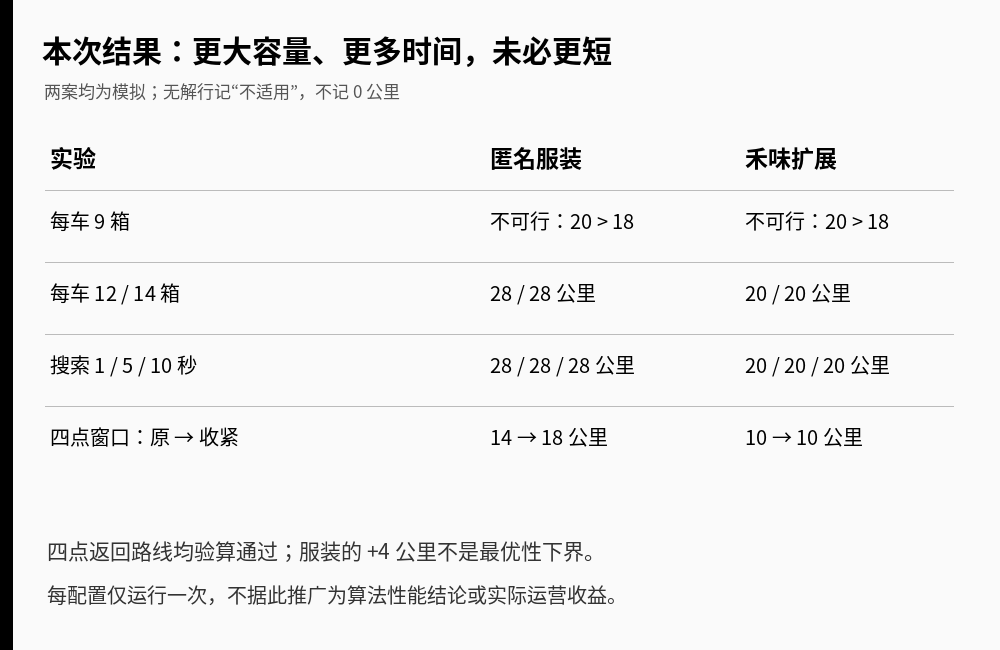 本次结果：更大容量、更多时间，未必更短
两案均为模拟；无解行记“不适用”，不记 0 公里
实验 匿名服装 禾味扩展
每车 9 箱 不可行：20 > 18 不可行：20 > 18
每车 12 / 14 箱 28 / 28 公里 20 / 20 公里
搜索 1 / 5 / 10 秒 28 / 28 / 28 公里 20 / 20 / 20 公里
四点窗口：原 → 收紧 14 → 18 公里 10 → 10 公里
四点返回路线均验算通过；服装的 +4 公里不是最优性下界。
每配置仅运行一次，不据此推广为算法性能结论或实际运营收益。